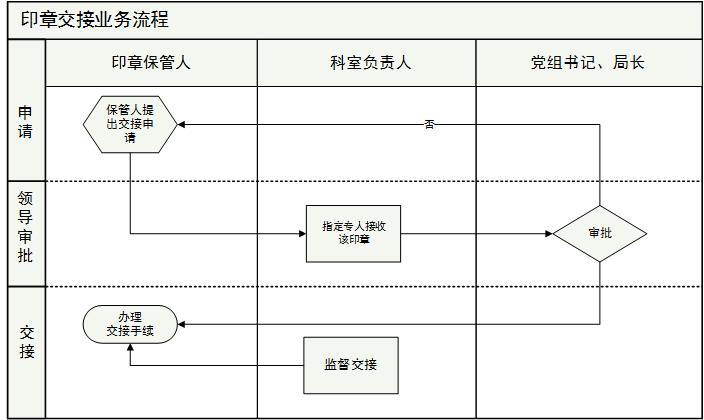 印章交接业务流程
印章保管人
科室负责人
党组书记、局长
申
请
保管人提
出交接申
请
否
领
导
审
批
指定专人接收
该印章
审批
交
接
办理
交接手续
监督交接